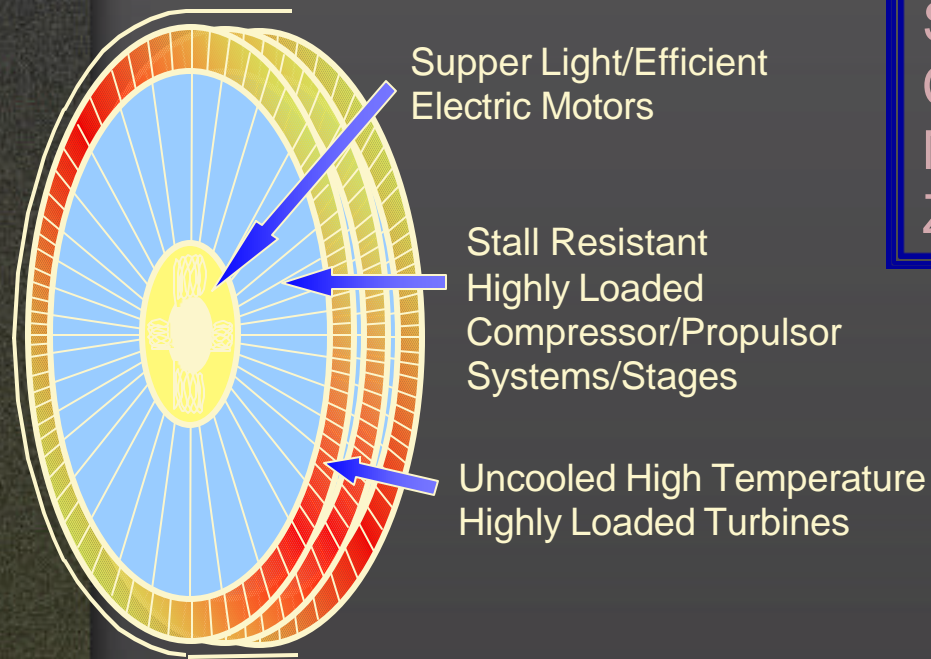 Supper Light/Efficient
Electric Motors
Stall Resistant
Highly Loaded
Compressor/Propulsor
Systems/Stages
Uncooled High Temperature
Highly Loaded Turbines